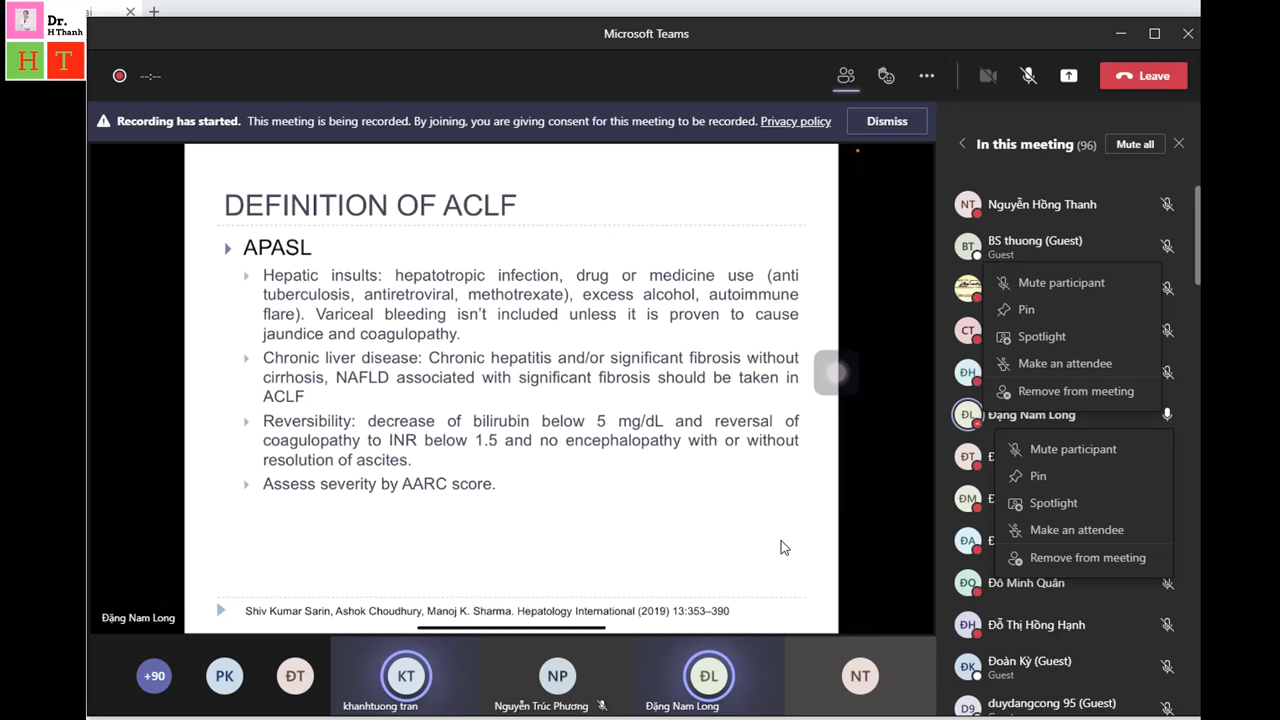 Dr.
H Thanh
H T
ai
Microsoft Teams
--:--
Leave
Recording has started. This meeting is being recorded. By joining, you are giving consent for this meeting to be recorded. Privacy policy
Dismiss
DEFINITION OF ACLF
APASL
Hepatic insults: hepatotropic infection, drug or medicine use (anti
tuberculosis, antiretroviral, methotrexate), excess alcohol, autoimmune
flare). Variceal bleeding isn't included unless it is proven to cause
jaundice and coagulopathy.
Chronic liver disease: Chronic hepatitis and/or significant fibrosis without
cirrhosis, NAFLD associated with significant fibrosis should be taken in
ACLF
Reversibility: decrease of bilirubin below 5 mg/dL and reversal of
coagulopathy to INR below 1.5 and no encephalopathy with or without
resolution of ascites.
Assess severity by AARC score.
Shiv Kumar Sarin, Ashok Choudhury, Manoj K. Sharma. Hepatology International (2019) 13:353–390
Đặng Nam Long
+90
PK
ĐT
KT
khanhtuong tran
NP
Nguyễn Trúc Phương
ĐL
Đặng Nam Long
NT
In this meeting (96)
Mute all
NT
Nguyễn Hồng Thanh
BT
BS thuong (Guest)
Guest
Mute participant
Pin
CT
Spotlight
Make an attendee
ĐH
Remove from meeting
ĐL
Đặng Nam Long
Mute participant
ĐT
Pin
ĐM
Spotlight
Make an attendee
ĐA
Remove from meeting
ĐQ
Đỗ Minh Quân
ĐH
Đỗ Thị Hồng Hạnh
ĐK
Đoàn Kỳ (Guest)
Guest
D9
duydangcong 95 (Guest)
Guest